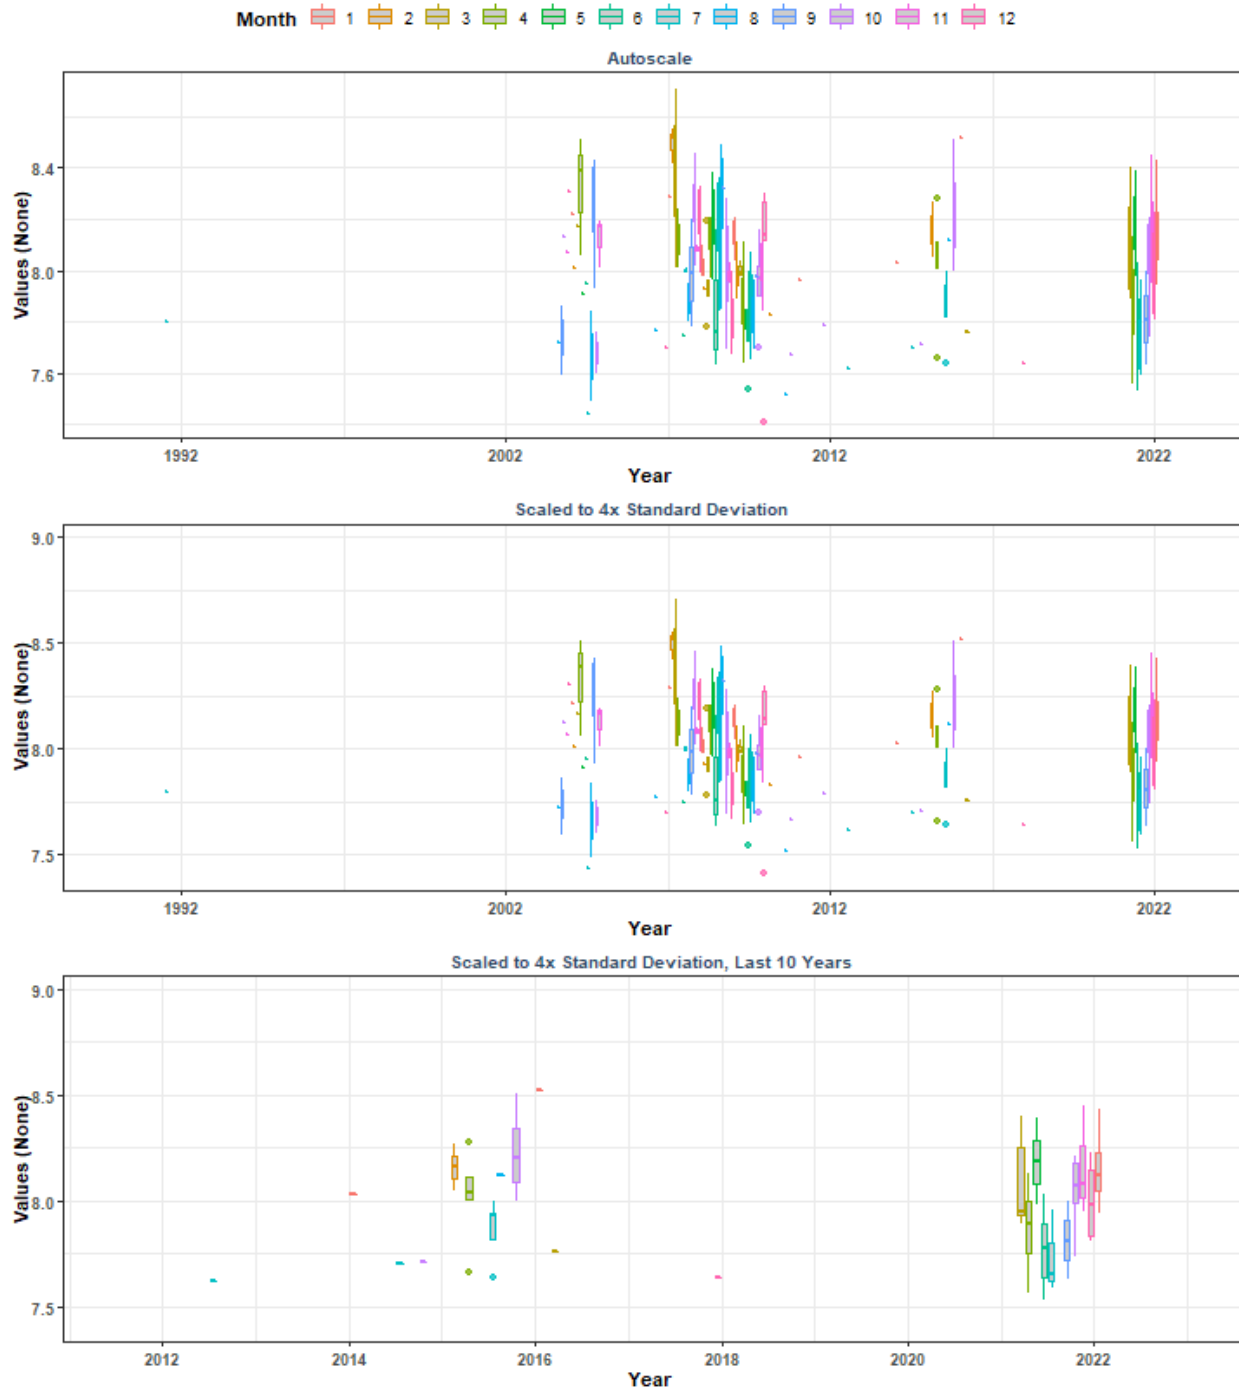 Month 1 2 3 4 5 6 7 8 9 10 11 12
Autoscale
Values (None)
8.4
8.0
7.6
1992 2002 2012 2022
Year
Scaled to 4x Standard Deviation
Values (None)
9.0
8.5
8.0
7.5
1992 2002 2012 2022
Year
Scaled to 4x Standard Deviation, Last 10 Years
Values (None)
9.0
8.5
8.0
7.5
2012 2014 2016 2018 2020 2022
Year